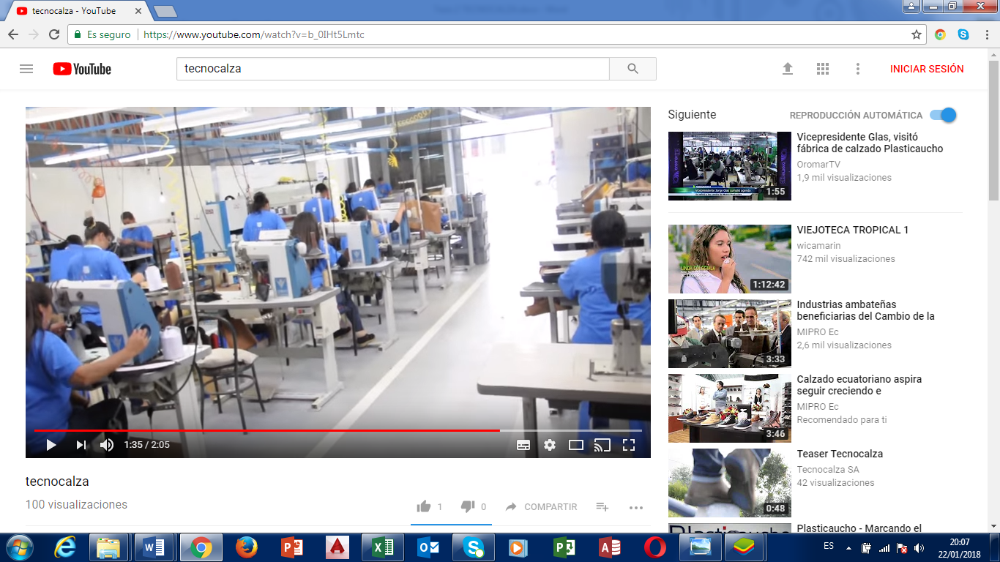 tecnocalza - YouTube
Es seguro
https://www.youtube.com/watch?v=b_0IHt5Lmtc
YouTube
tecnocalza
INICIAR SESIÓN
1:35 / 2:05
tecnocalza
100 visualizaciones
1
0
COMPARTIR
Siguiente
REPRODUCCIÓN AUTOMÁTICA
1:55
Vicepresidente Glas, visitó
fábrica de calzado Plasticaucho
OromarTV
1,9 mil visualizaciones
1:12:42
VIEJOTECA TROPICAL 1
wicamarin
742 mil visualizaciones
3:33
Industrias ambateñas
beneficiarias del Cambio de la
MIPRO Ec
2,6 mil visualizaciones
3:46
Calzado ecuatoriano aspira
seguir creciendo e
MIPRO Ec
Recomendado para ti
0:48
Teaser Tecnocalza
Tecnocalza SA
42 visualizaciones
Plasticaucho
Plasticaucho - Marcando el
ES
20:07
22/01/2018